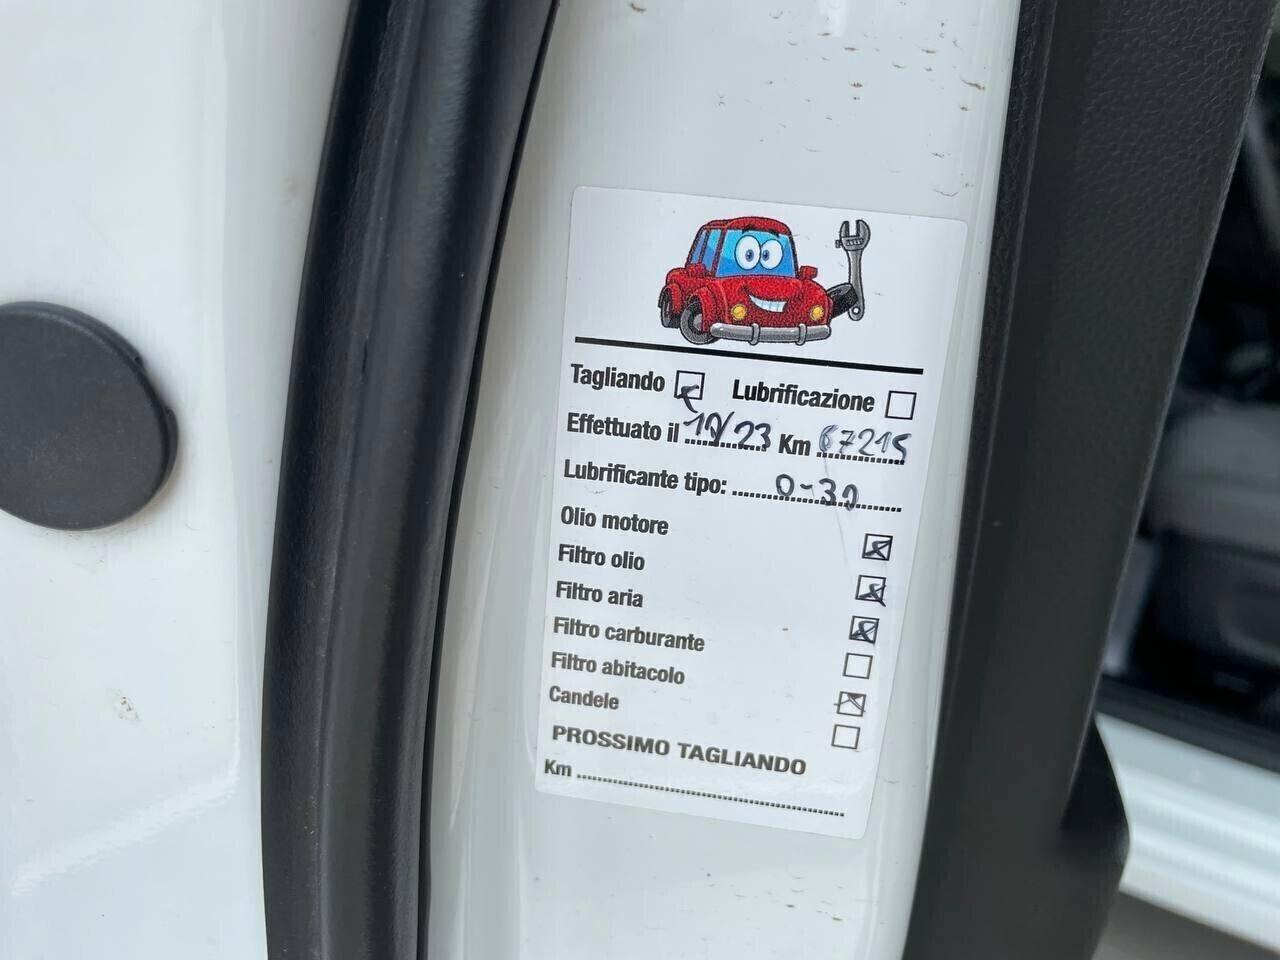 Tagliando Lubrificazione
Effettuato il 10/23 Km 67215
Lubrificante tipo: 0-30
Olio motore
Filtro olio
Filtro aria
Filtro carburante
Filtro abitacolo
Candele
PROSSIMO TAGLIANDO
Km